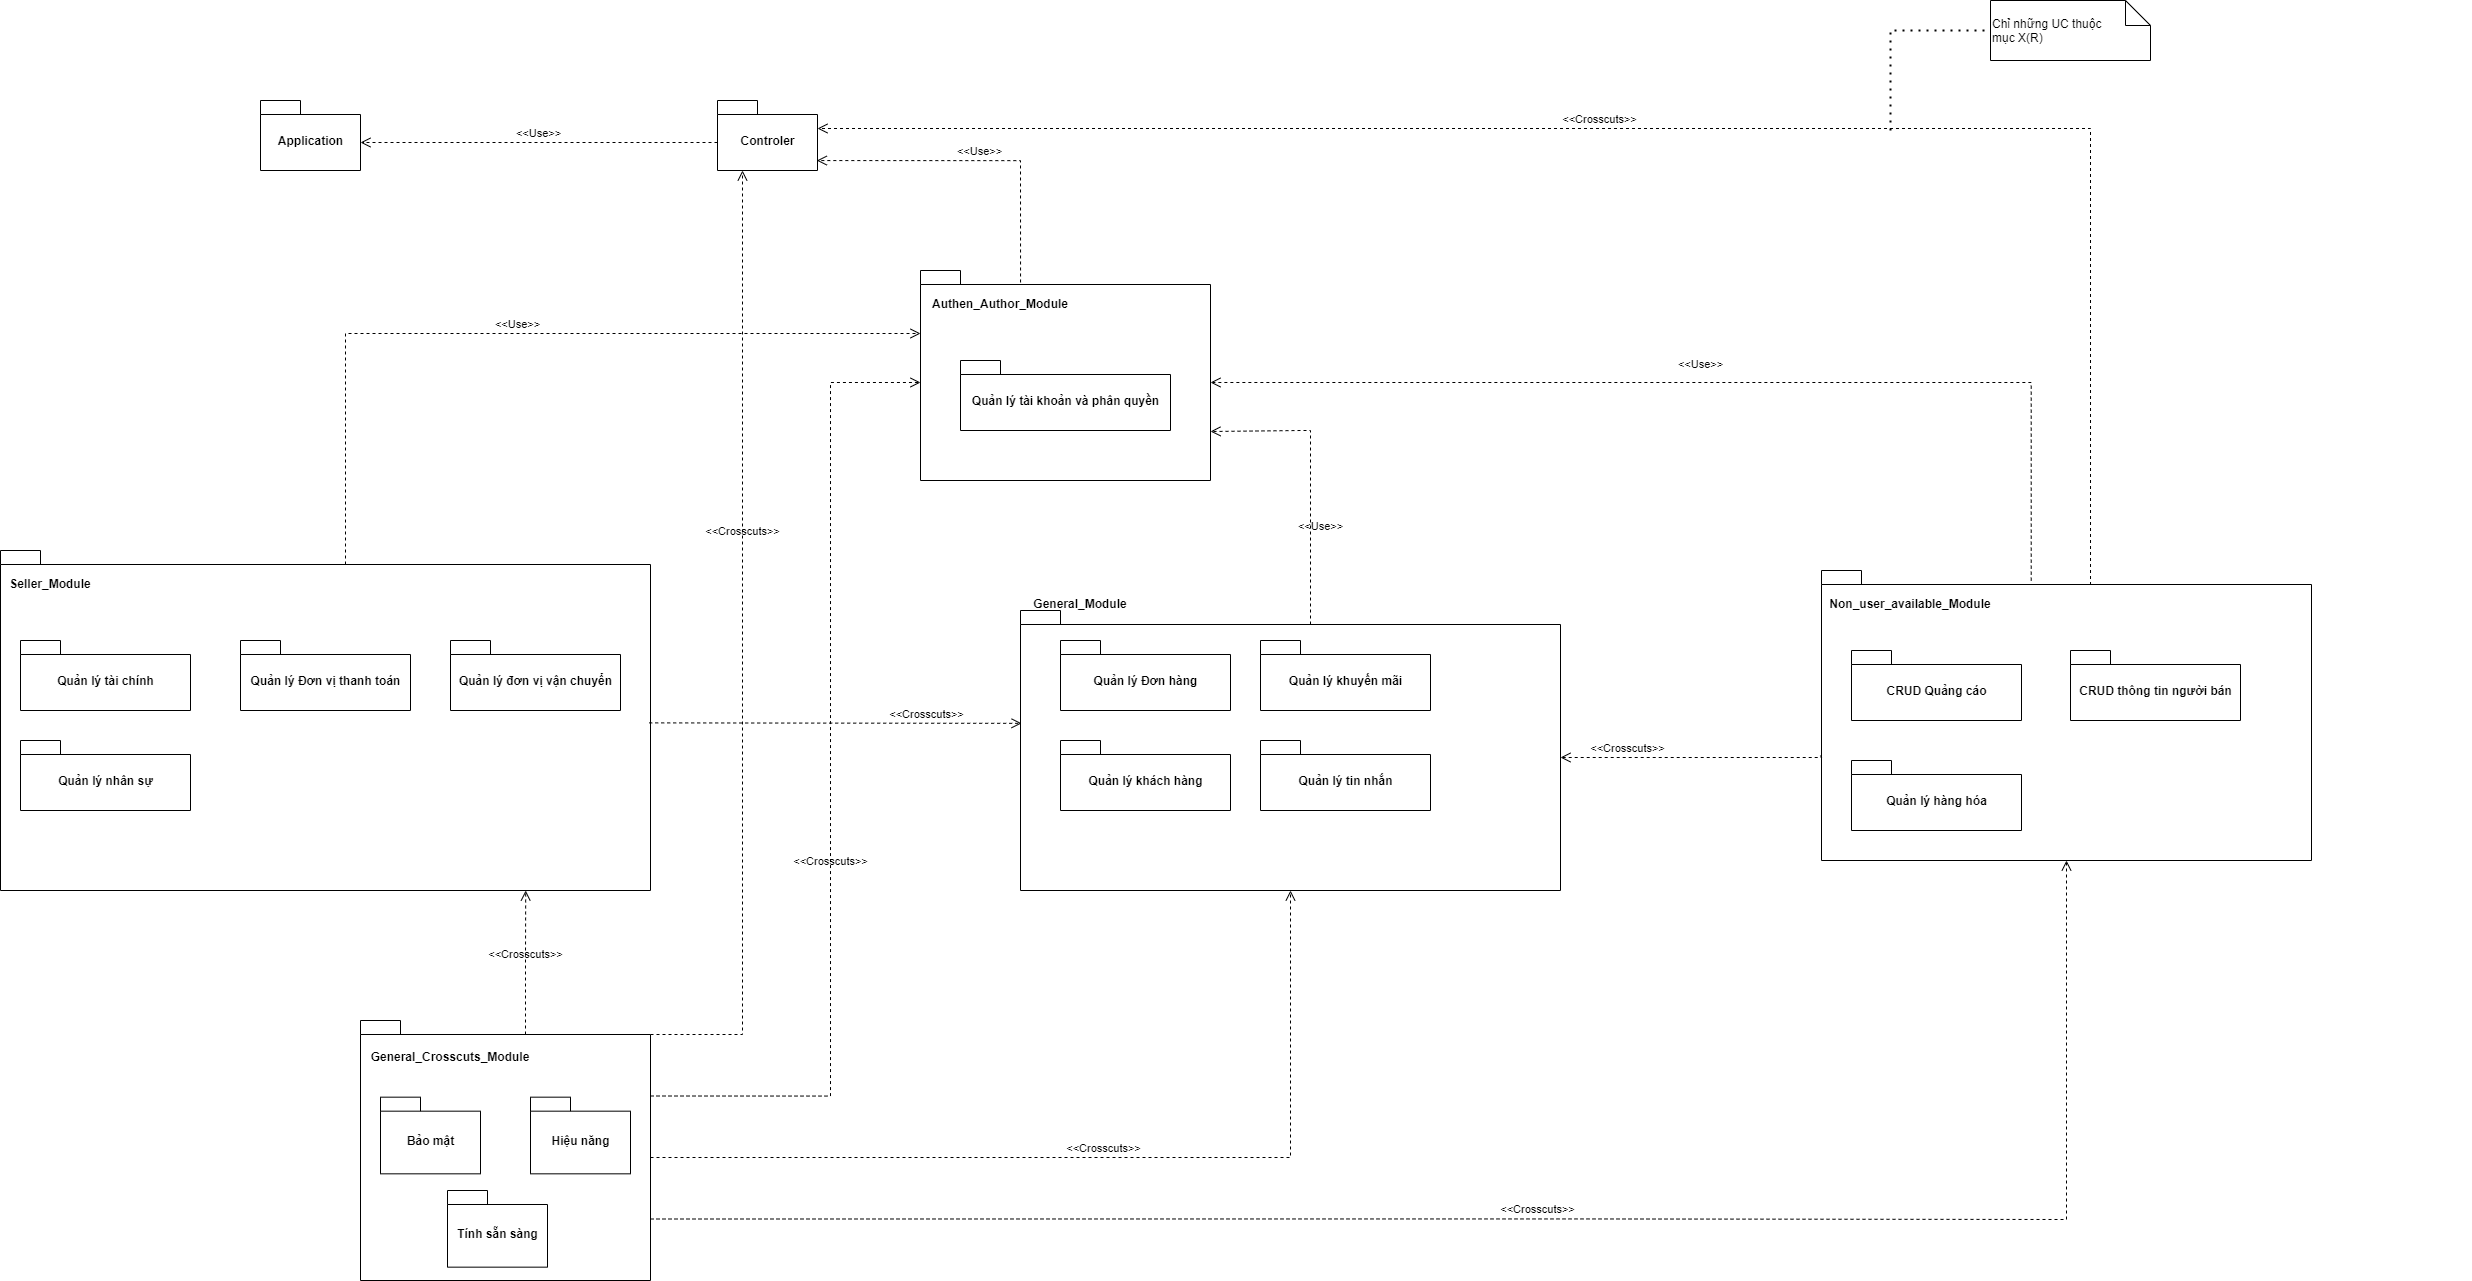 Chỉ những UC thuộc
mục X(R)
<<Crosscuts>>
Application
<<Use>>
Controler
<<Use>>
Authen_Author_Module
<<Use>>
<<Use>>
Quản lý tài khoản và phân quyền
<<Use>>
<<Crosscuts>>
Seller_Module
General_Module
Non_user_available_Module
Quản lý tài chính
Quản lý Đơn vị thanh toán
Quản lý đơn vị vận chuyển
Quản lý Đơn hàng
Quản lý khuyến mãi
CRUD Quảng cáo
CRUD thông tin người bán
<<Crosscuts>>
<<Crosscuts>>
Quản lý nhân sự
Quản lý khách hàng
Quản lý tin nhắn
Quản lý hàng hóa
<<Crosscuts>>
<<Crosscuts>>
General_Crosscuts_Module
Bảo mật
Hiệu năng
<<Crosscuts>>
<<Crosscuts>>
Tính sẵn sàng